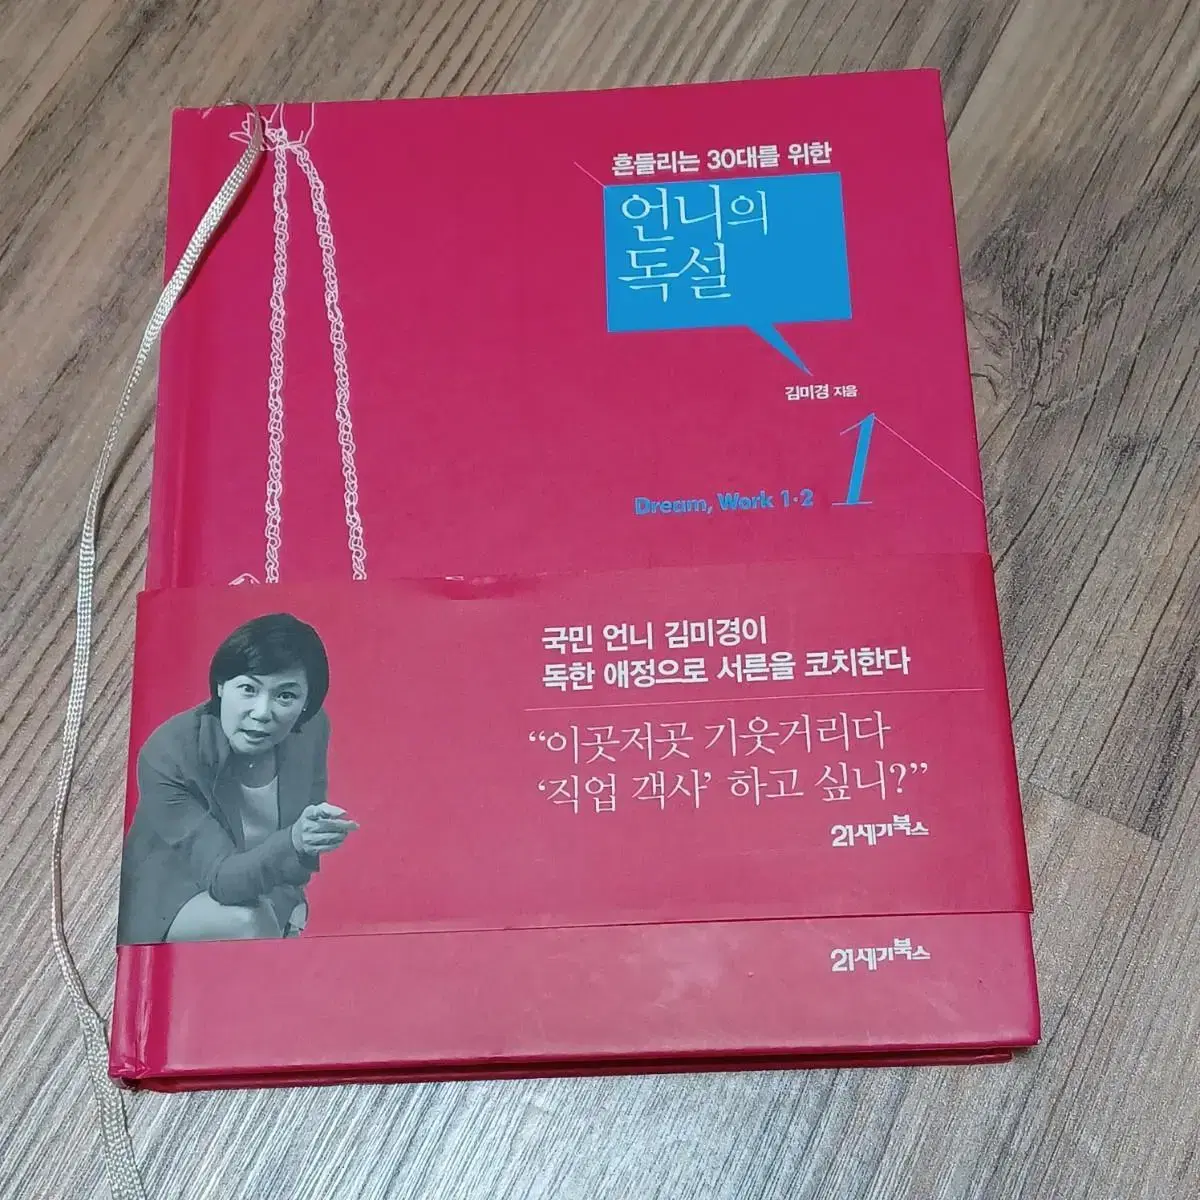 흔들리는 30대를 위한
언니의
독설
김미경 지음
1
Dream, Work 1·2
국민 언니 김미경이
독한 애정으로 서른을 코치한다
“이곳저곳 기웃거리다
‘직업 객사’ 하고 싶니?”
21세기북스
21세기북스